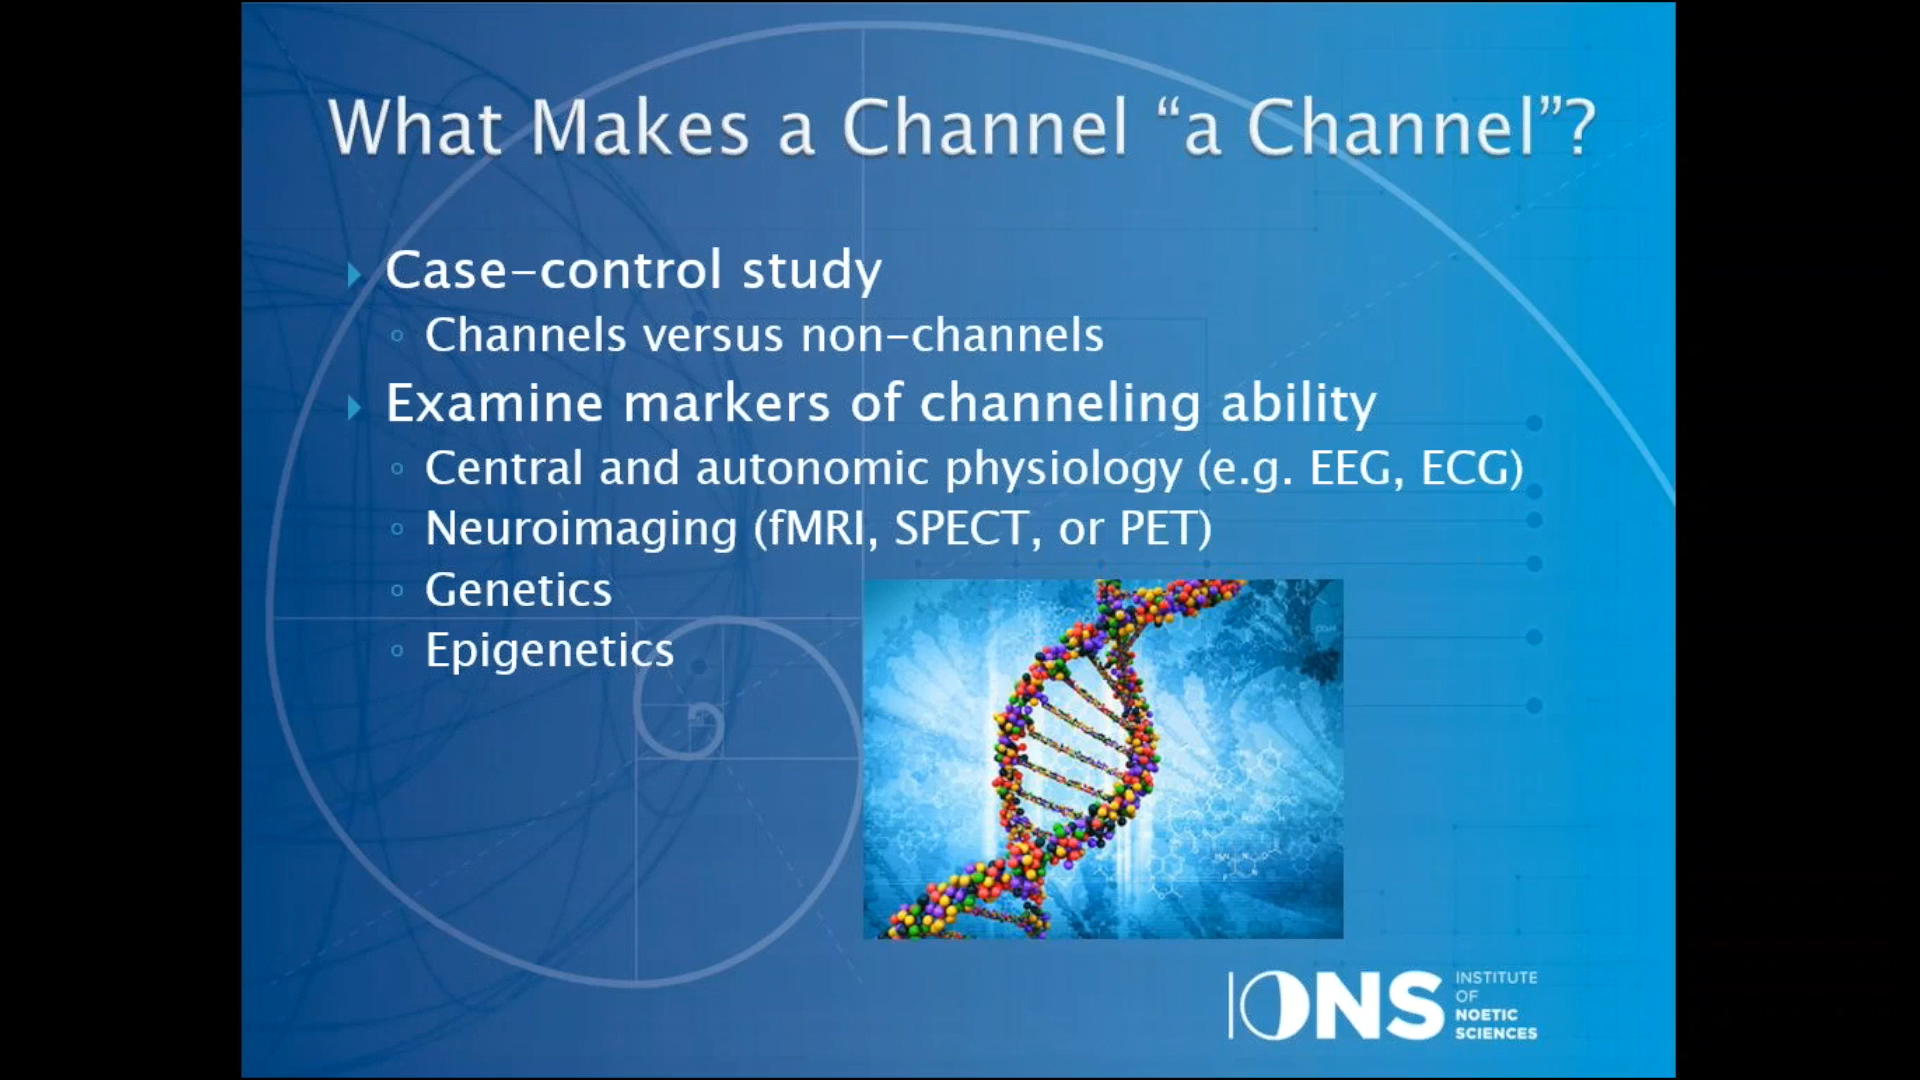 What Makes a Channel “a Channel”?
Case-control study
Channels versus non-channels
Examine markers of channeling ability
Central and autonomic physiology (e.g. EEG, ECG)
Neuroimaging (fMRI, SPECT, or PET)
Genetics
Epigenetics
IONS
INSTITUTE
OF
NOETIC
SCIENCES